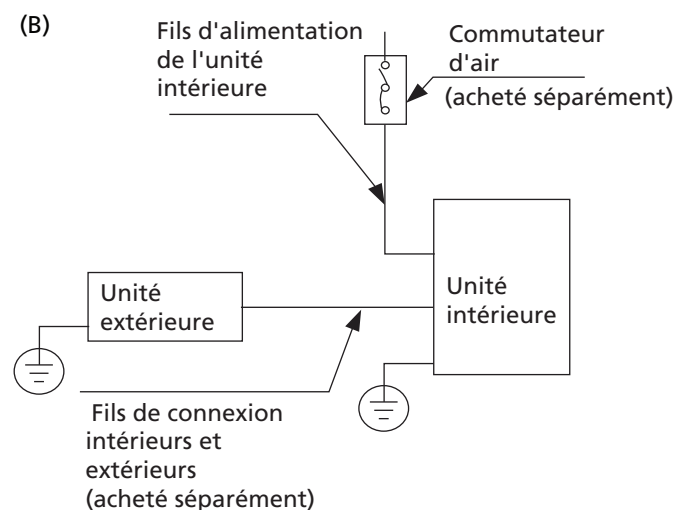 (B)
Fils d'alimentation
de l'unité
intérieure
Commutateur
d'air
(acheté séparément)
Unité
extérieure
Unité
intérieure
Fils de connexion
intérieurs et
extérieurs
(acheté séparément)